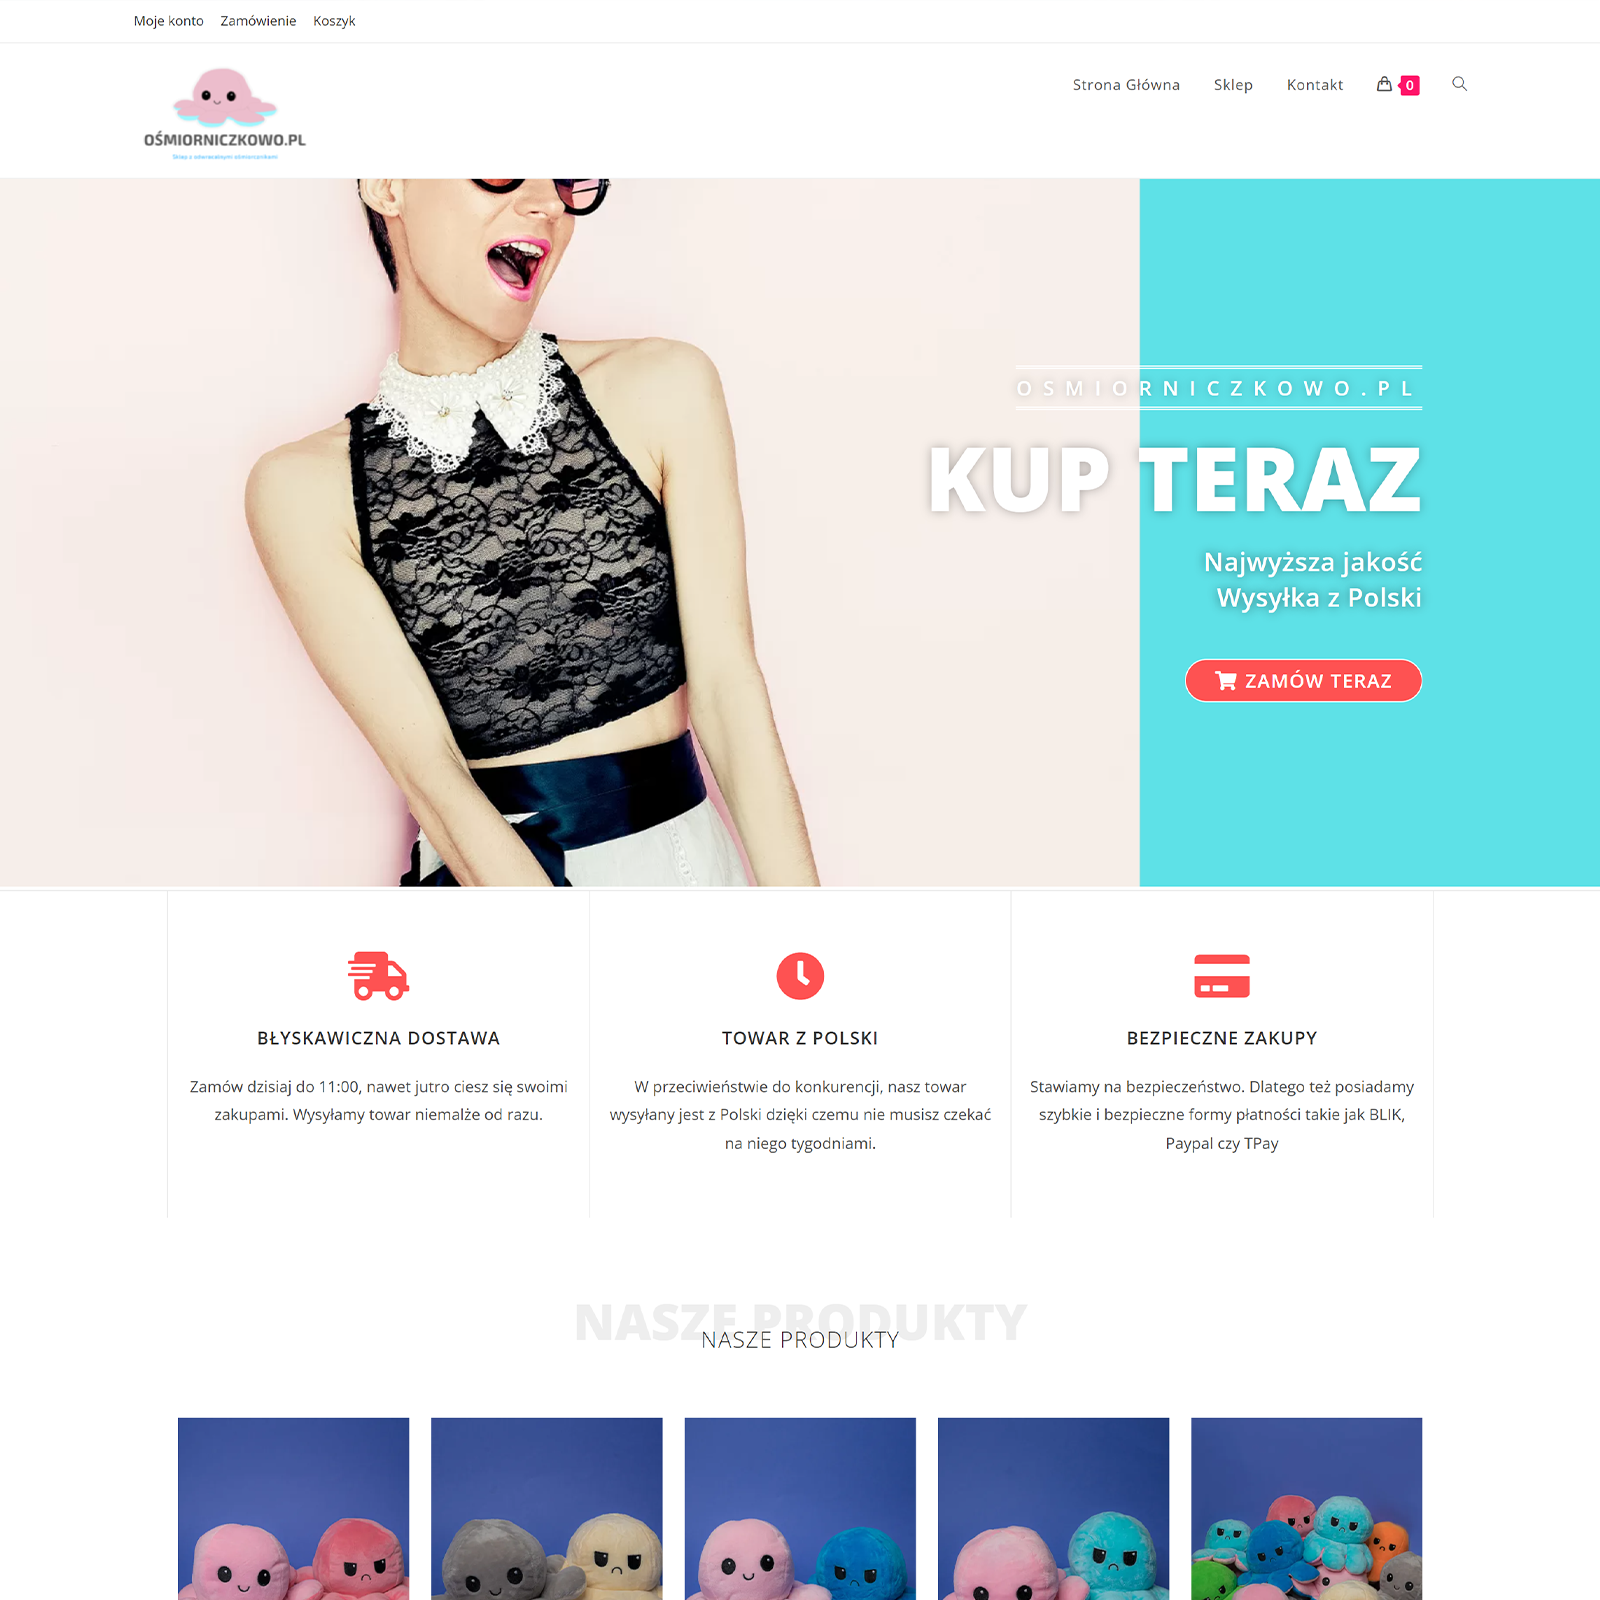 Moje konto Zamówienie Koszyk
Strona Główna Sklep Kontakt 0
OŚMIORNICZKOWO.PL
Sklep z odwracalnymi ośmiorniczkami
OSMIORNICZKOWO.PL
KUP TERAZ
Najwyższa jakość
Wysyłka z Polski
ZAMÓW TERAZ
BŁYSKAWICZNA DOSTAWA
Zamów dzisiaj do 11:00, nawet jutro ciesz się swoimi
zakupami. Wysyłamy towar niemalże od razu.
TOWAR Z POLSKI
W przeciwieństwie do konkurencji, nasz towar
wysyłany jest z Polski dzięki czemu nie musisz czekać
na niego tygodniami.
BEZPIECZNE ZAKUPY
Stawiamy na bezpieczeństwo. Dlatego też posiadamy
szybkie i bezpieczne formy płatności takie jak BLIK,
Paypal czy TPay
NASZE PRODUKTY
NASZE PRODUKTY